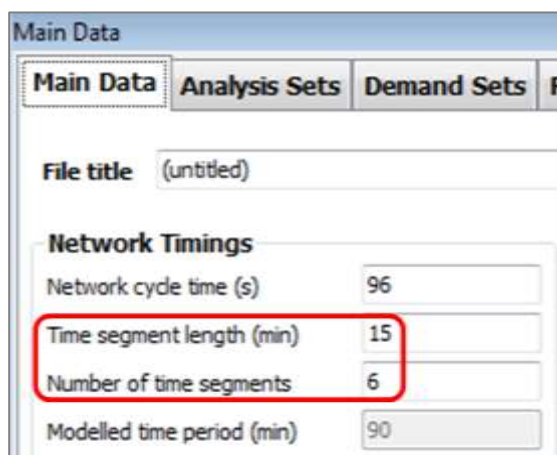 Main Data
Main Data Analysis Sets Demand Sets
File title (untitled)
Network Timings
Network cycle time (s) 96
Time segment length (min) 15
Number of time segments 6
Modelled time period (min) 90